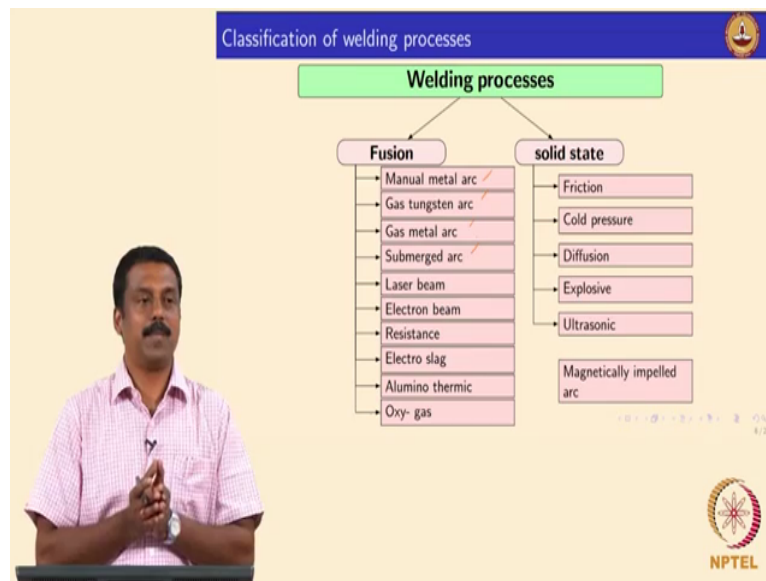 Classification of welding processes
Welding processes
Fusion
Manual metal arc
Gas tungsten arc
Gas metal arc
Submerged arc
Laser beam
Electron beam
Resistance
Electro slag
Alumino thermic
Oxy- gas
solid state
Friction
Cold pressure
Diffusion
Explosive
Ultrasonic
Magnetically impelled
arc
NPTEL